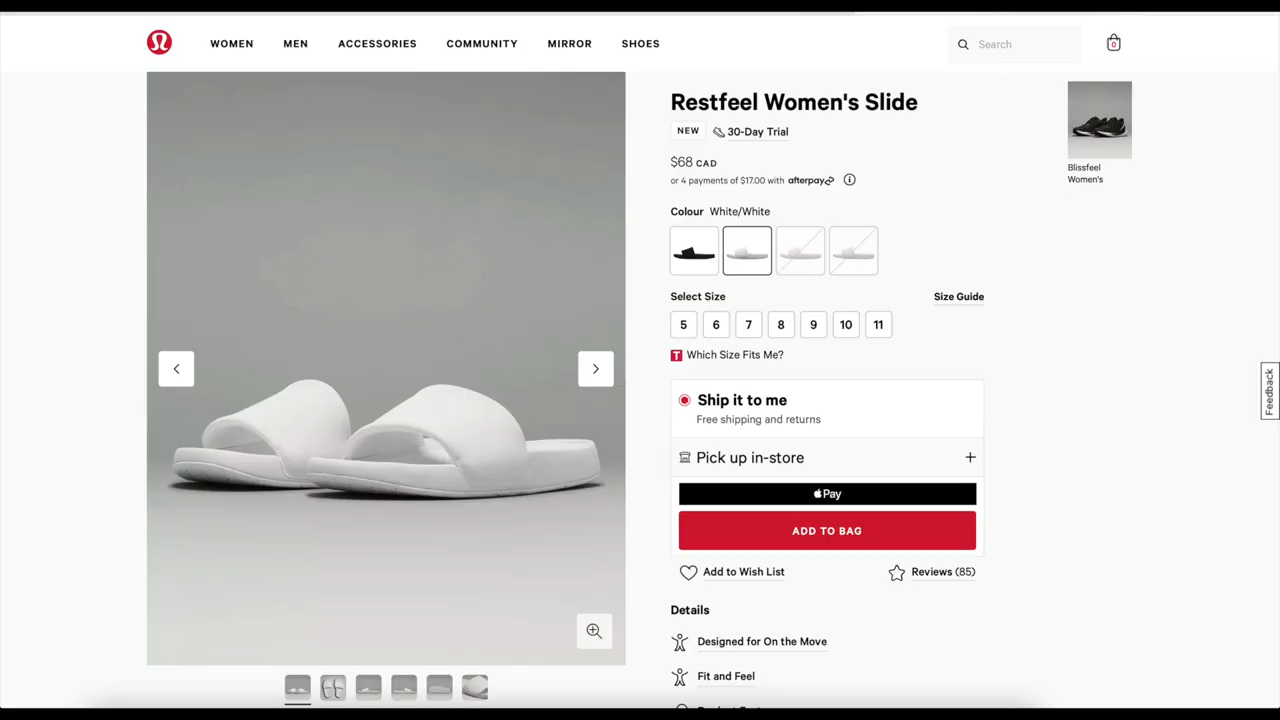 WOMEN MEN ACCESSORIES COMMUNITY MIRROR SHOES Search 0
Restfeel Women's Slide
NEW 30-Day Trial
$68 CAD
or 4 payments of $17.00 with afterpay
Colour White/White
Select Size Size Guide
5 6 7 8 9 10 11
T Which Size Fits Me?
Ship it to me
Free shipping and returns
Pick up in-store
Pay
ADD TO BAG
Add to Wish List Reviews (85)
Details
Designed for On the Move
Fit and Feel
Blissfeel
Women's
Feedback